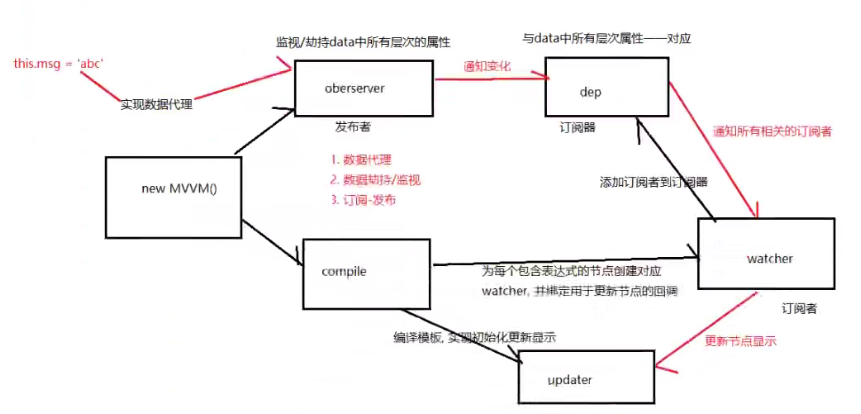 监视/劫持data中所有层次的属性
与data中所有层次属性一一对应
this.msg = 'abc'
通知变化
oberserver
dep
实现数据代理
发布者
订阅器
通知所有相关的订阅者
1. 数据代理
2. 数据劫持/监视
3. 订阅-发布
new MVVM()
添加订阅者到订阅器
compile
为每个包含表达式的节点创建对应
watcher, 并绑定用于更新节点的回调
watcher
订阅者
编译模板, 实现初始化更新显示
更新节点显示
updater